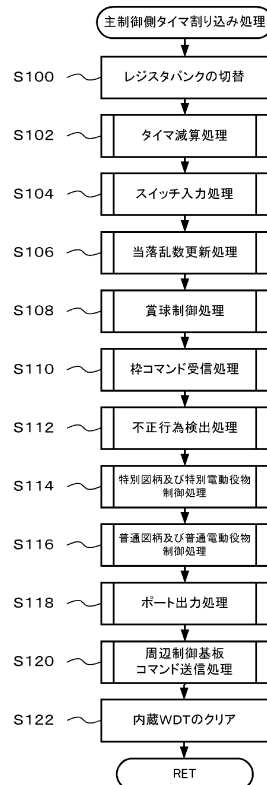 主制御側タイマ割り込み処理
S100 レジスタバンクの切替
S102 タイマ減算処理
S104 スイッチ入力処理
S106 当落乱数更新処理
S108 賞球制御処理
S110 枠コマンド受信処理
S112 不正行為検出処理
S114 特別図柄及び特別電動役物
制御処理
S116 普通図柄及び普通電動役物
制御処理
S118 ポート出力処理
S120 周辺制御基板
コマンド送信処理
S122 内蔵WDTのクリア
RET